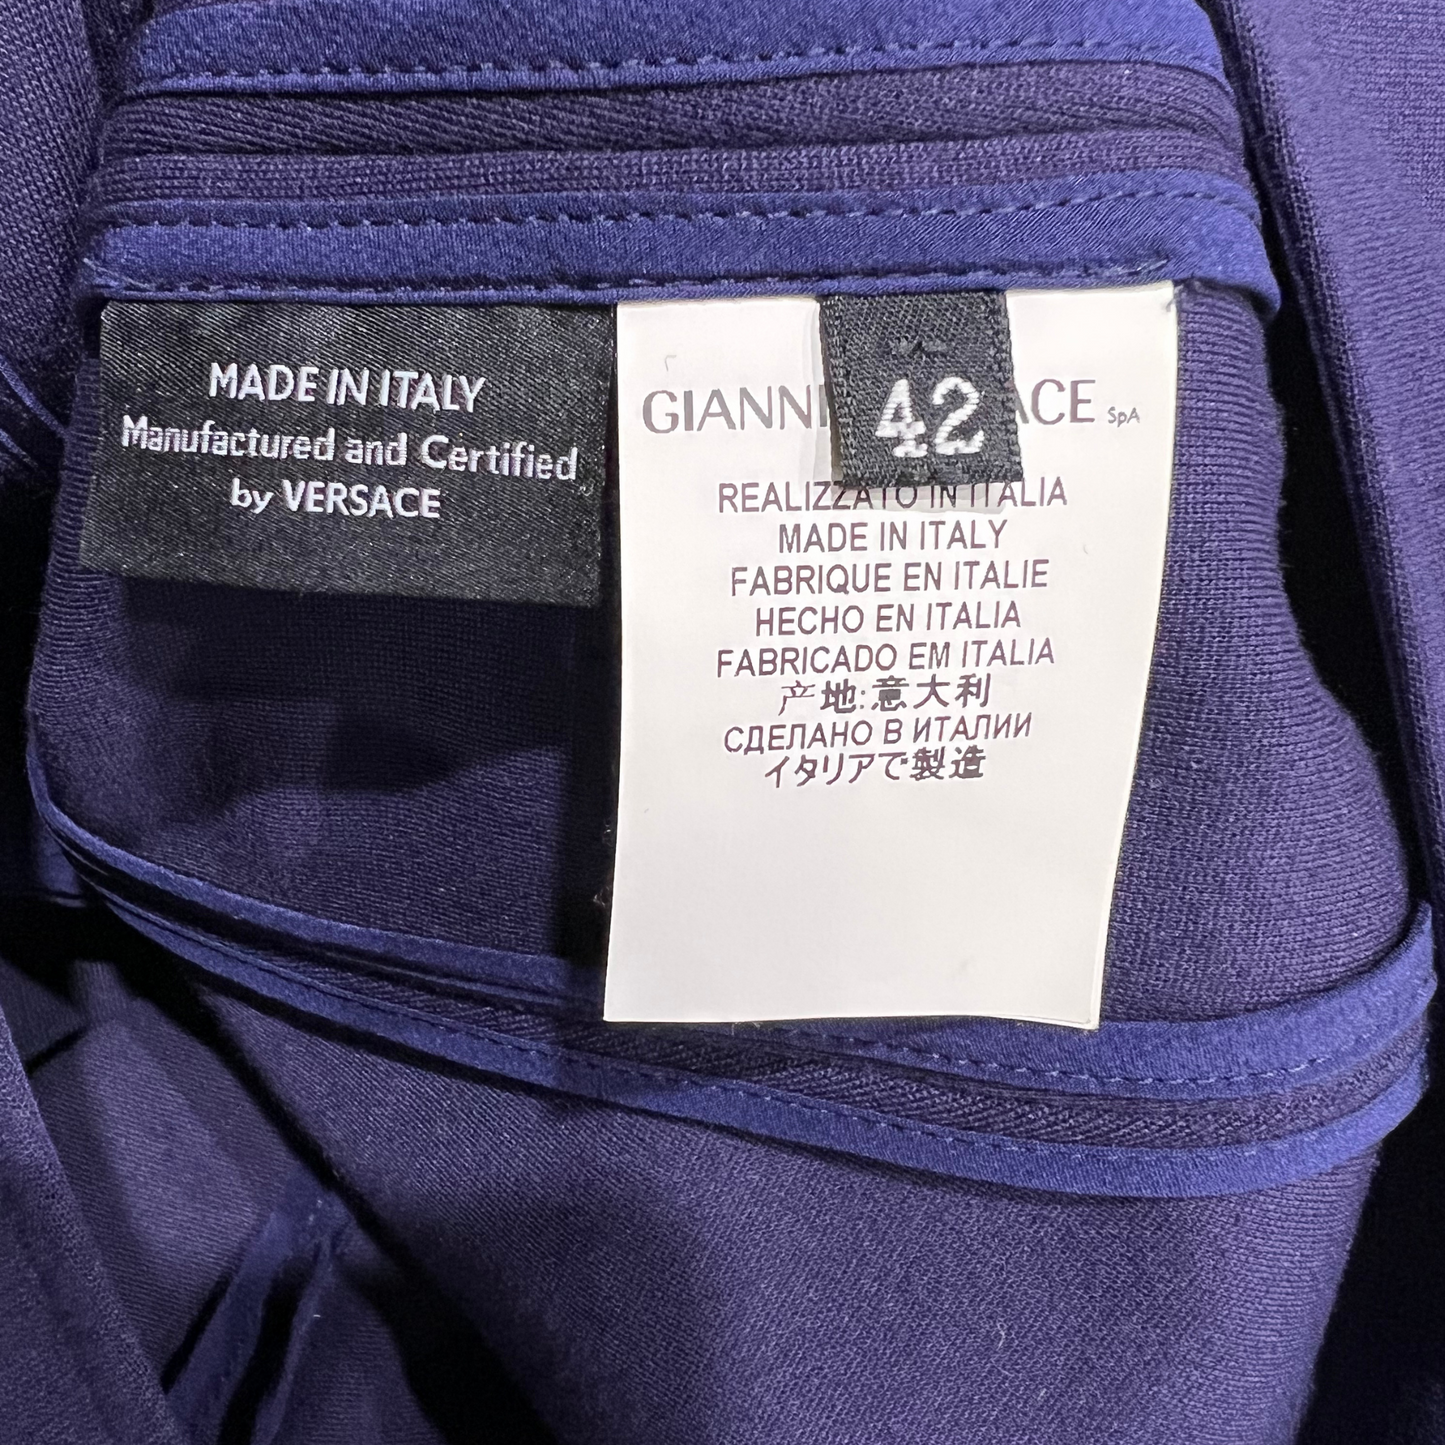 MADE IN ITALY
Manufactured and Certified
by VERSACE
42
GIANNI ACE SpA
REALIZZATO IN ITALIA
MADE IN ITALY
FABRIQUE EN ITALIE
HECHO EN ITALIA
FABRICADO EM ITALIA
产地:意大利
СДЕЛАНО В ИТАЛИИ
イタリアで製造